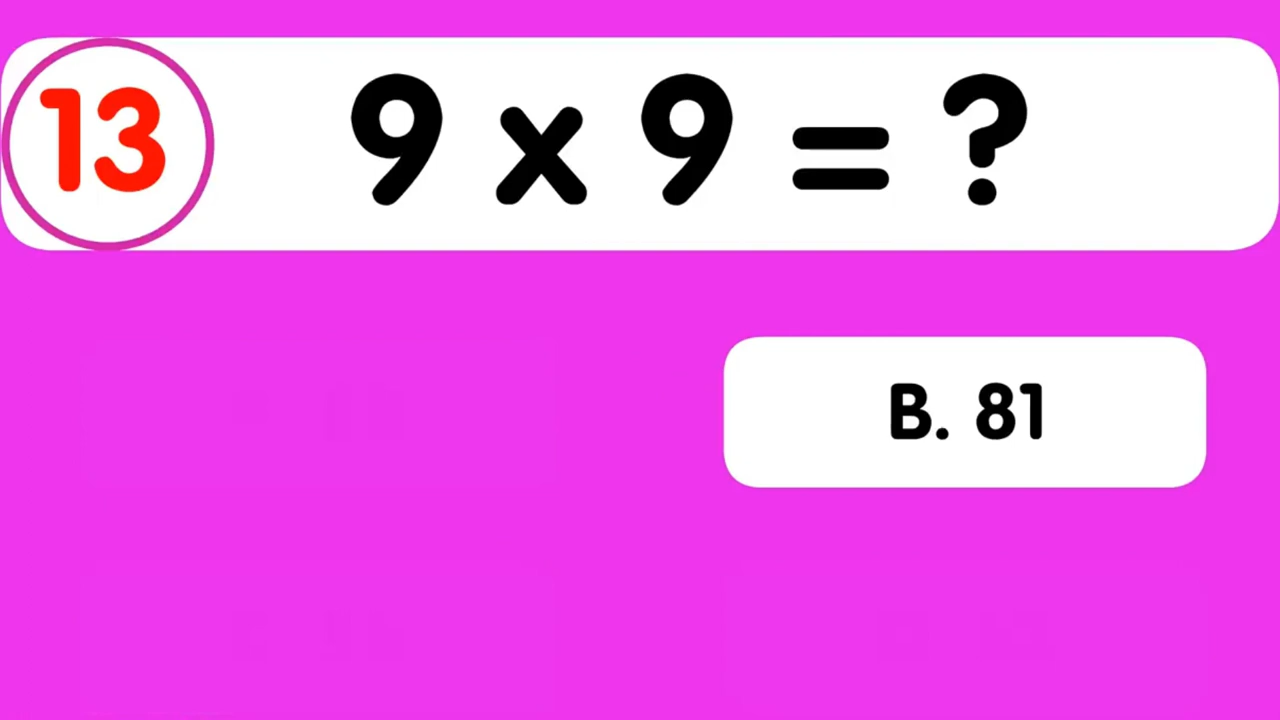 13
9 x 9 = ?
B. 81